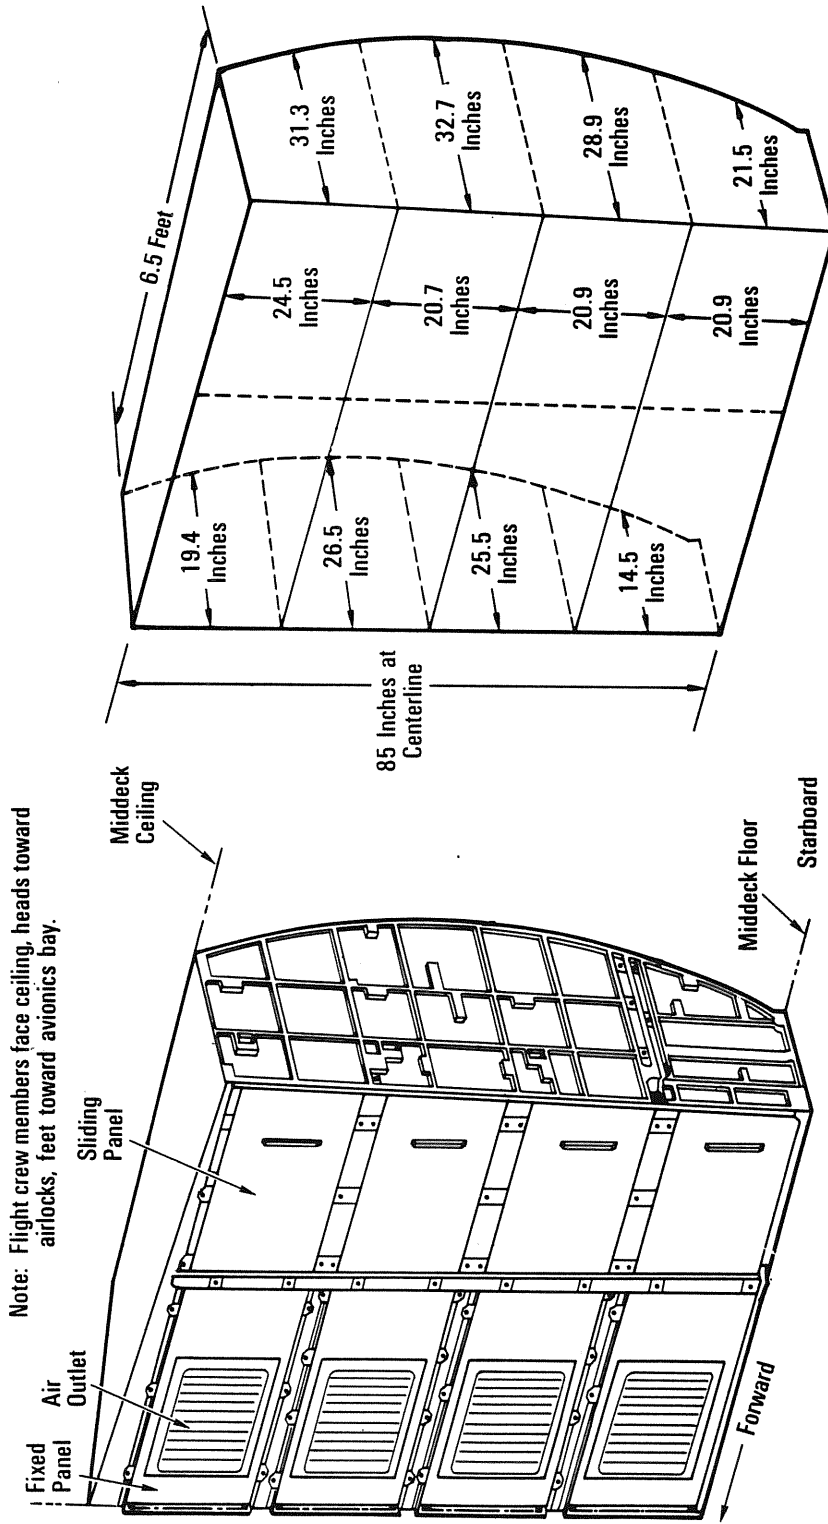 Note: Flight crew members face ceiling, heads toward
airlocks, feet toward avionics bay.
Fixed
Panel
Air
Outlet
Sliding
Panel
Middeck
Ceiling
Middeck Floor
Starboard
Forward
85 Inches at
Centerline
6.5 Feet
19.4
Inches
26.5
Inches
25.5
Inches
14.5
Inches
24.5
Inches
20.7
Inches
20.9
Inches
20.9
Inches
31.3
Inches
32.7
Inches
28.9
Inches
21.5
Inches